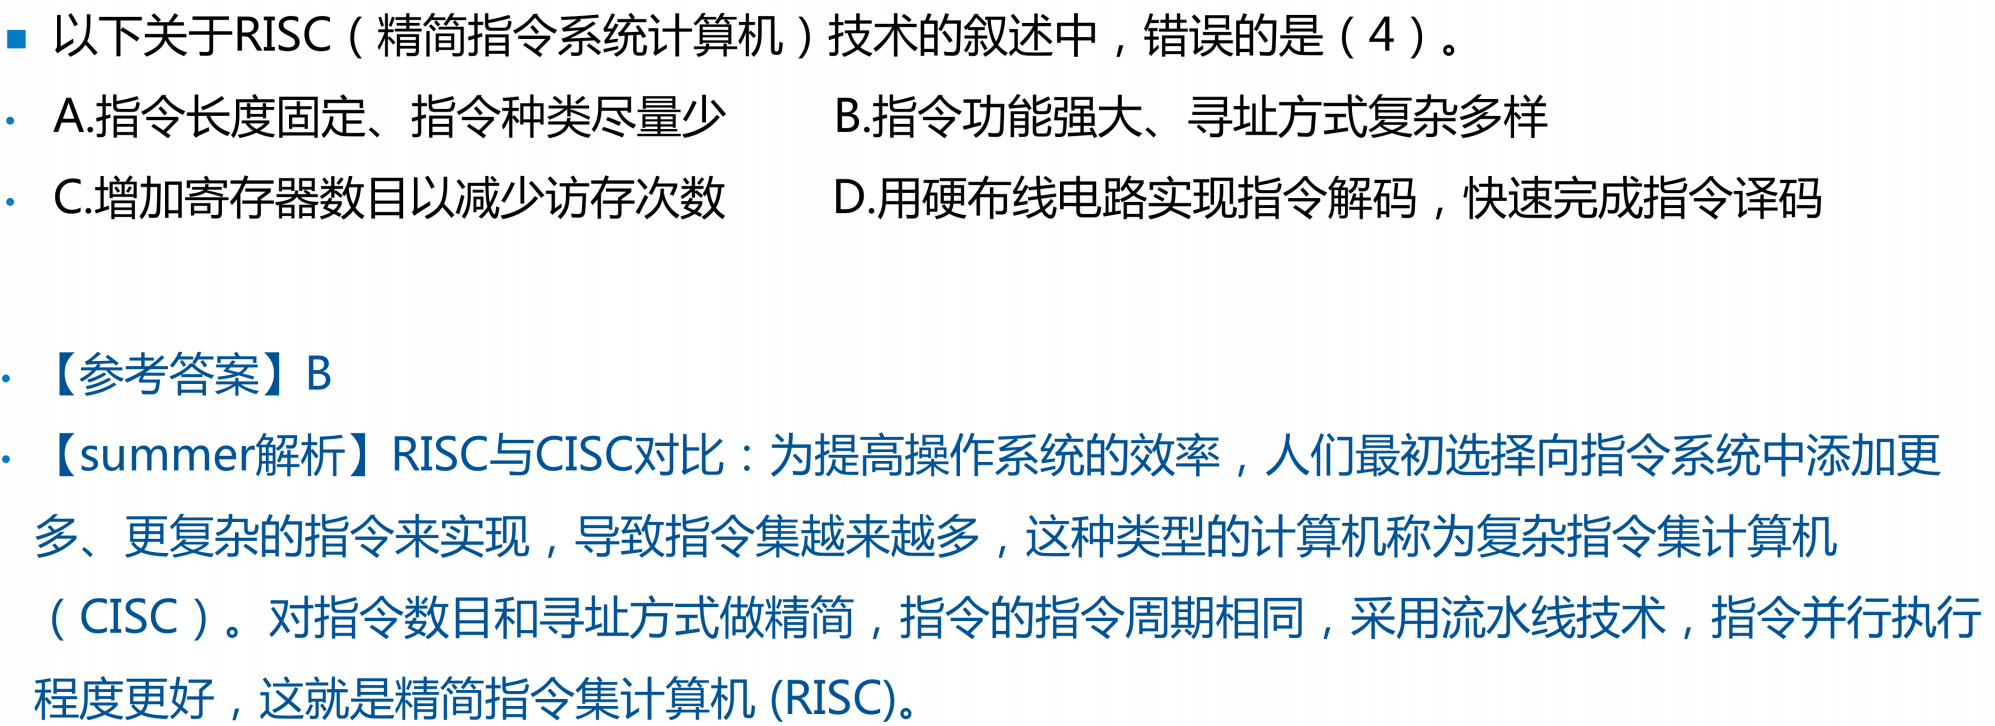 以下关于RISC（精简指令系统计算机）技术的叙述中，错误的是（4）。
A.指令长度固定、指令种类尽量少 B.指令功能强大、寻址方式复杂多样
C.增加寄存器数目以减少访存次数 D.用硬布线电路实现指令解码，快速完成指令译码
【参考答案】B
【summer解析】RISC与CISC对比：为提高操作系统的效率，人们最初选择向指令系统中添加更
多、更复杂的指令来实现，导致指令集越来越多，这种类型的计算机称为复杂指令集计算机
（CISC）。对指令数目和寻址方式做精简，指令的指令周期相同，采用流水线技术，指令并行执行
程度更好，这就是精简指令集计算机 (RISC)。